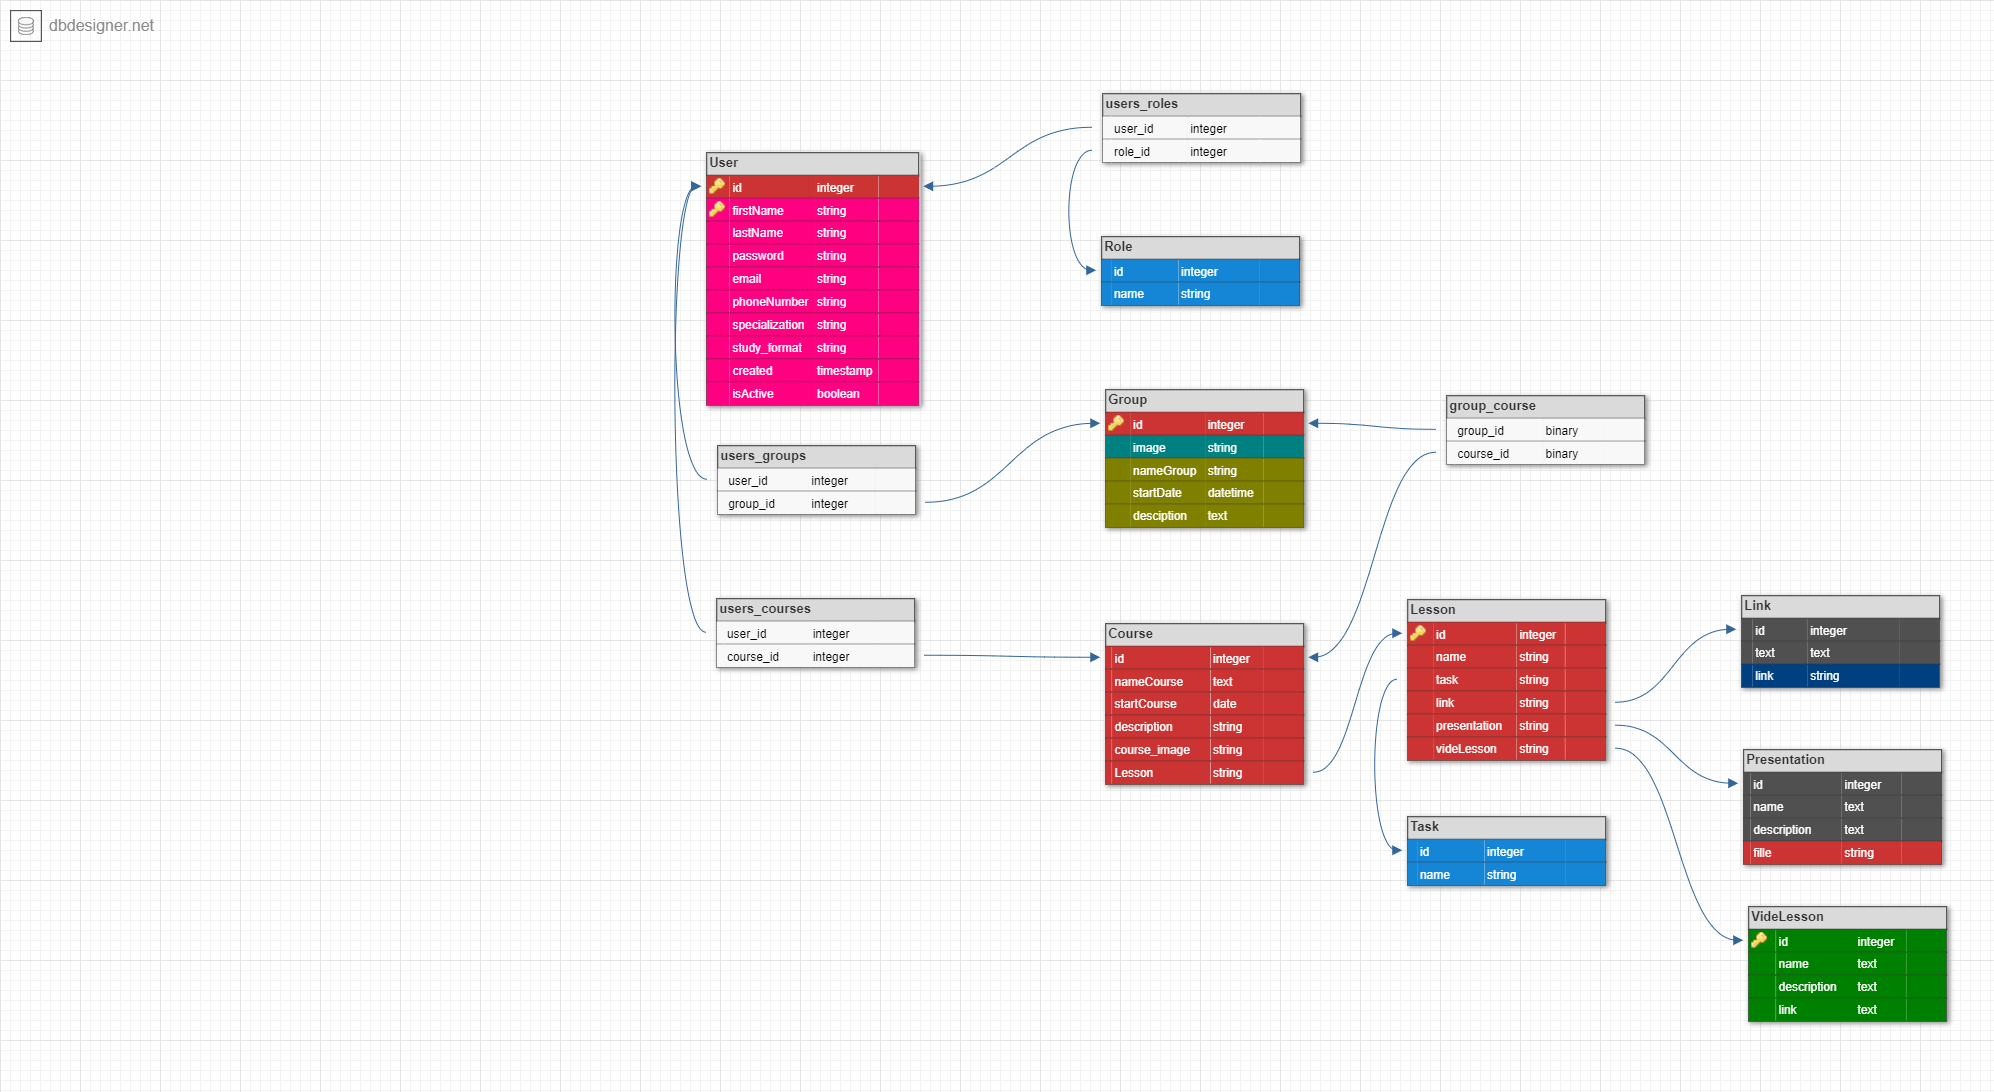 dbdesigner.net
users_roles
user_id integer
role_id integer
User
id integer
firstName string
lastName string
password string
email string
phoneNumber string
specialization string
study_format string
created timestamp
isActive boolean
Role
id integer
name string
Group
id integer
image string
nameGroup string
startDate datetime
desciption text
group_course
group_id binary
course_id binary
users_groups
user_id integer
group_id integer
users_courses
user_id integer
course_id integer
Course
id integer
nameCourse text
startCourse date
description string
course_image string
Lesson string
Lesson
id integer
name string
task string
link string
presentation string
videLesson string
Link
id integer
text text
link string
Presentation
id integer
name text
description text
fille string
Task
id integer
name string
VideLesson
id integer
name text
description text
link text